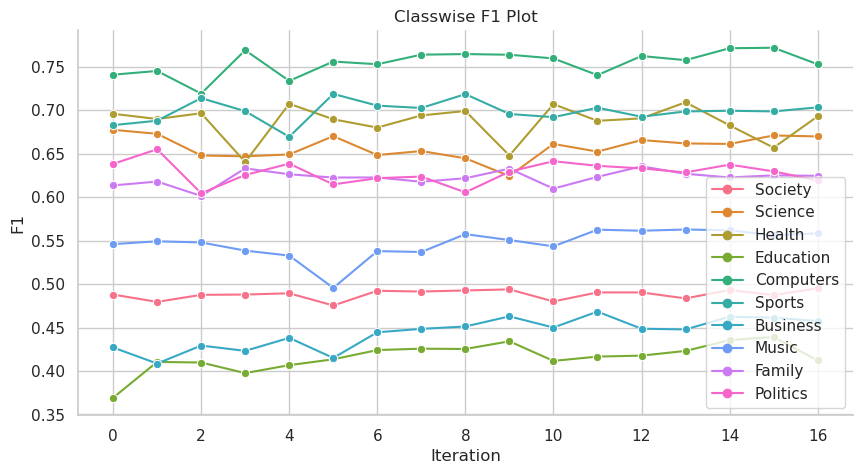 Classwise F1 Plot
0.75
0.70
0.65
0.60
0.55
0.50
0.45
0.40
0.35
F1
0 2 4 6 8 10 12 14 16
Iteration
Society
Science
Health
Education
Computers
Sports
Business
Music
Family
Politics